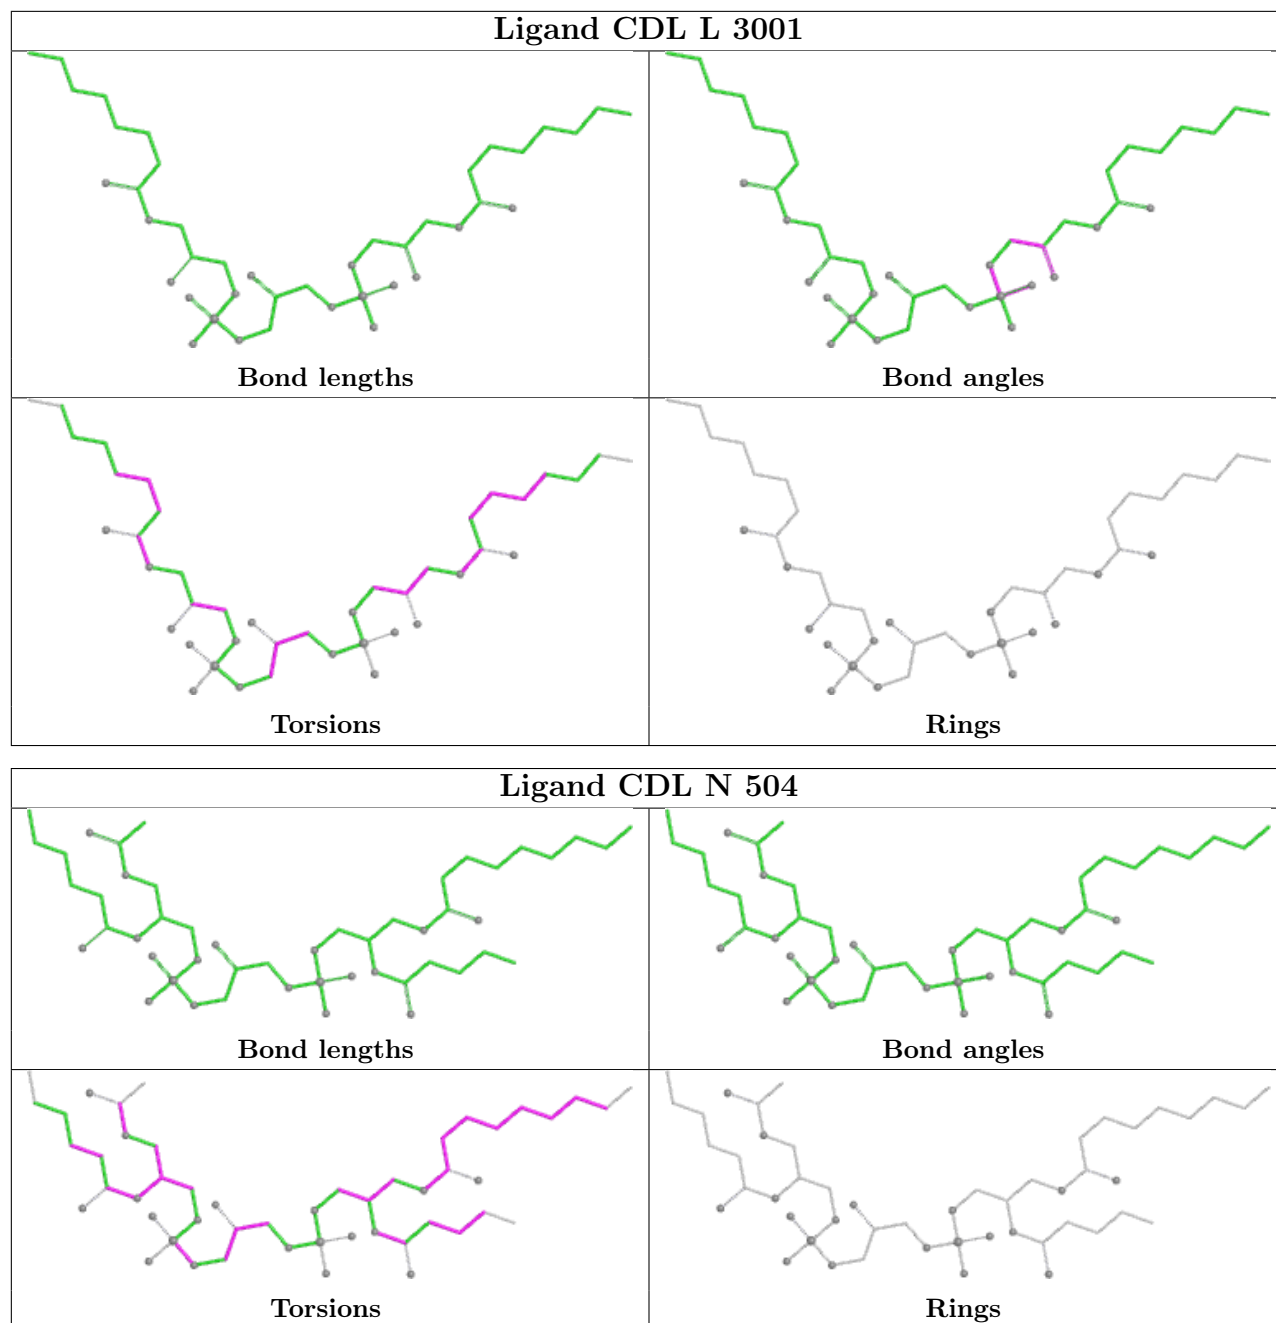 Ligand CDL L 3001
Bond lengths
Bond angles
Torsions
Rings
Ligand CDL N 504
Bond lengths
Bond angles
Torsions
Rings